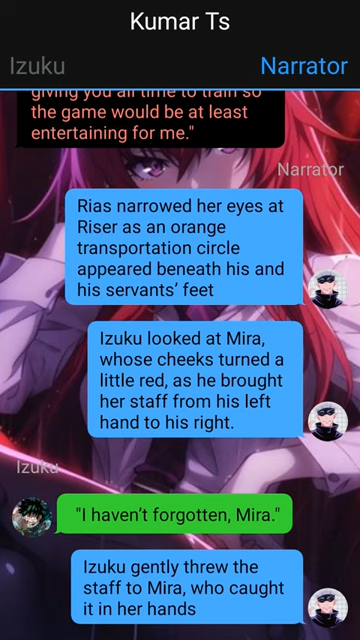 Kumar Ts
Izuku
Narrator
giving you all time to train so
the game would be at least
entertaining for me."
Narrator
Rias narrowed her eyes at
Riser as an orange
transportation circle
appeared beneath his and
his servants’ feet
Izuku looked at Mira,
whose cheeks turned a
little red, as he brought
her staff from his left
hand to his right.
Izuku
"I haven’t forgotten, Mira."
Izuku gently threw the
staff to Mira, who caught
it in her hands